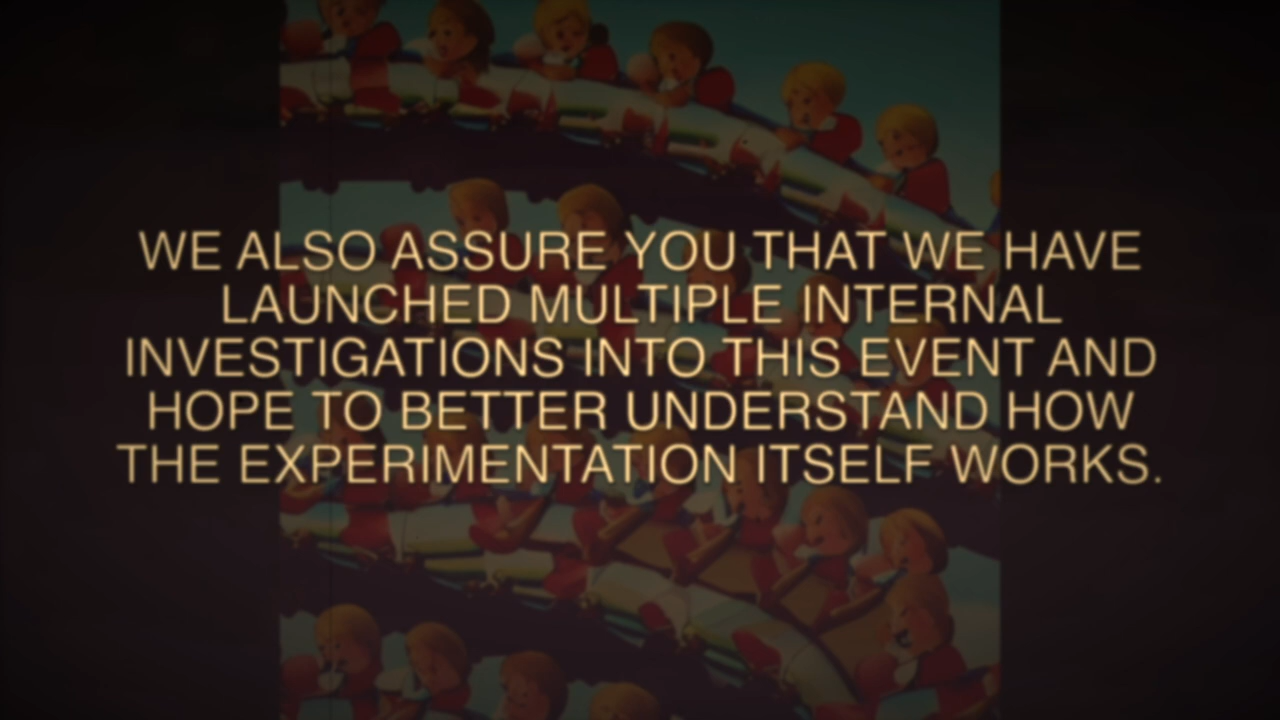 WE ALSO ASSURE YOU THAT WE HAVE
LAUNCHED MULTIPLE INTERNAL
INVESTIGATIONS INTO THIS EVENT AND
HOPE TO BETTER UNDERSTAND HOW
THE EXPERIMENTATION ITSELF WORKS.